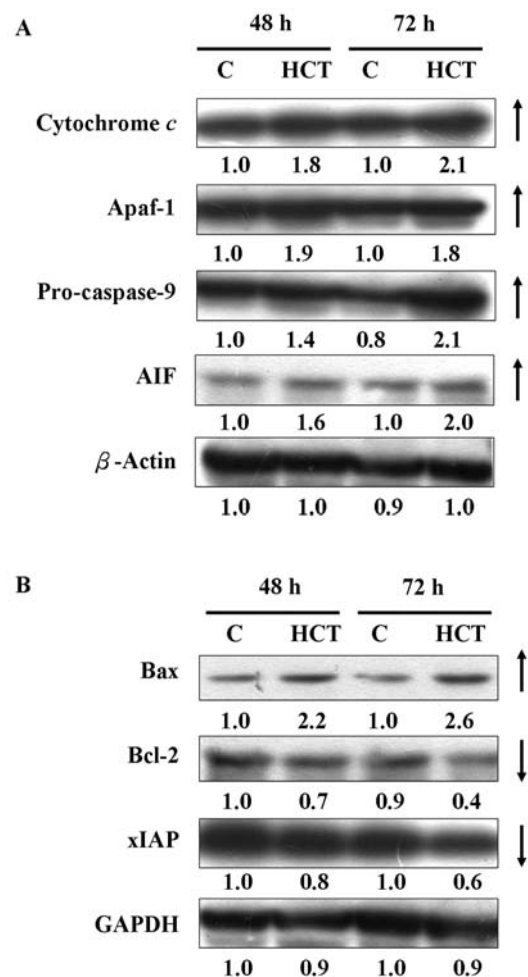 A
48 h 72 h
C HCT C HCT
Cytochrome c
1.0 1.8 1.0 2.1
Apaf-1
1.0 1.9 1.0 1.8
Pro-caspase-9
1.0 1.4 0.8 2.1
AIF
1.0 1.6 1.0 2.0
β-Actin
1.0 1.0 0.9 1.0
B
48 h 72 h
C HCT C HCT
Bax
1.0 2.2 1.0 2.6
Bcl-2
1.0 0.7 0.9 0.4
xIAP
1.0 0.8 1.0 0.6
GAPDH
1.0 0.9 1.0 0.9